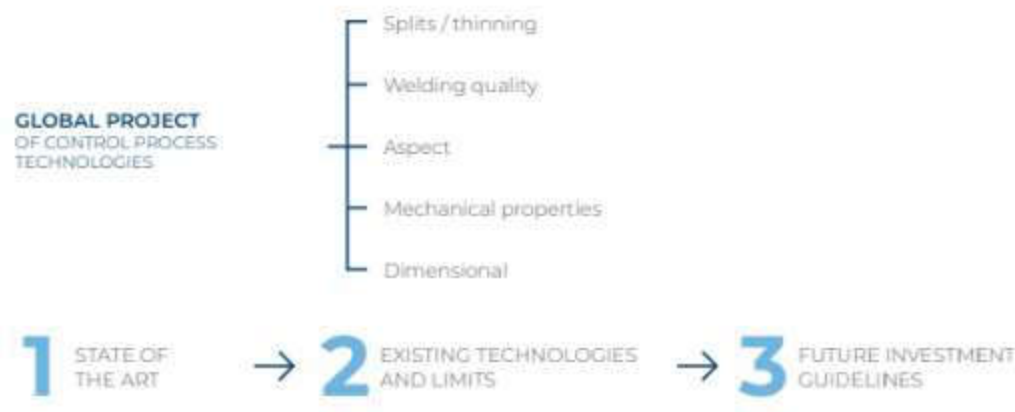 Splits / thinning
Welding quality
GLOBAL PROJECT
OF CONTROL PROCESS
TECHNOLOGIES
Aspect
Mechanical properties
Dimensional
1 STATE OF
THE ART
2 EXISTING TECHNOLOGIES
AND LIMITS
3 FUTURE INVESTMENT
GUIDELINES